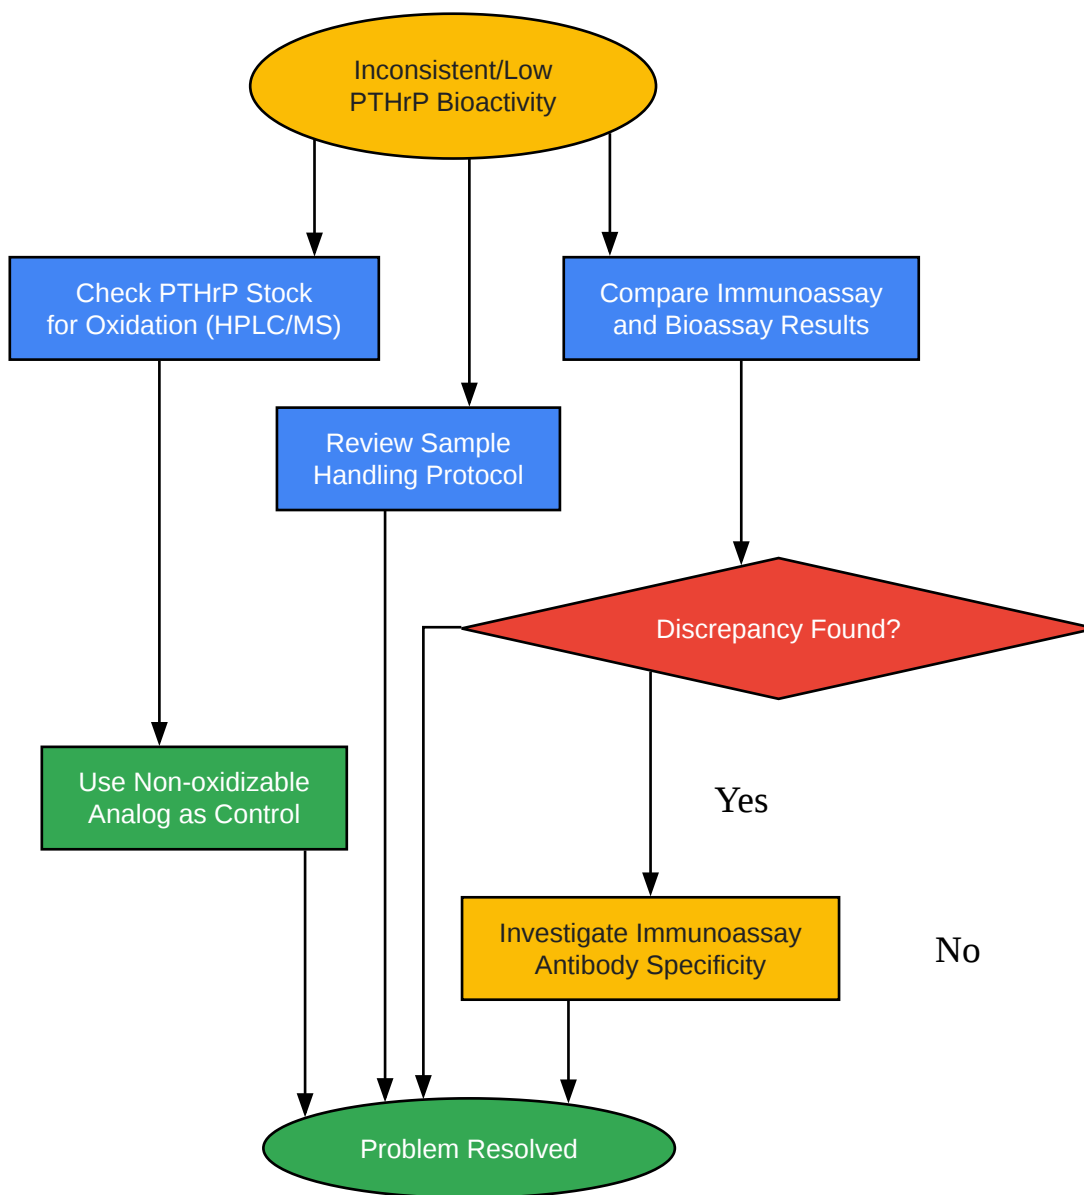 Inconsistent/Low
PTHrP Bioactivity
Check PTHrP Stock
for Oxidation (HPLC/MS)
Compare Immunoassay
and Bioassay Results
Review Sample
Handling Protocol
Discrepancy Found?
Use Non-oxidizable
Analog as Control
Yes
Investigate Immunoassay
Antibody Specificity
No
Problem Resolved